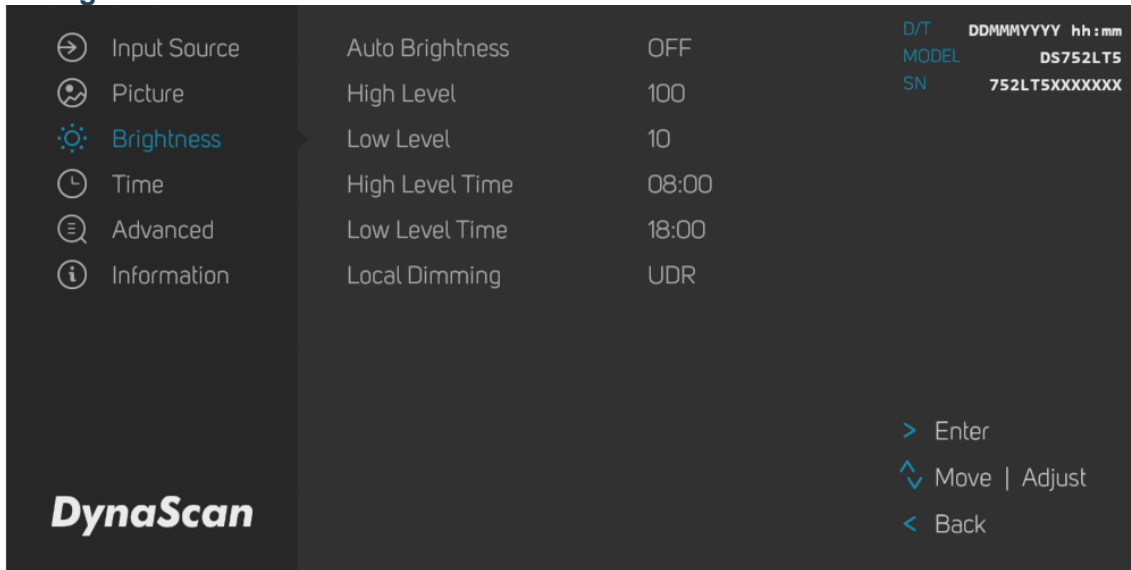 Input Source
Picture
Brightness
Time
Advanced
Information
DynaScan
Auto Brightness OFF
High Level 100
Low Level 10
High Level Time 08:00
Low Level Time 18:00
Local Dimming UDR
D/T DDMMMYYYY hh:mm
MODEL DS752LT5
SN 752LT5XXXXXXX
> Enter
Move | Adjust
< Back